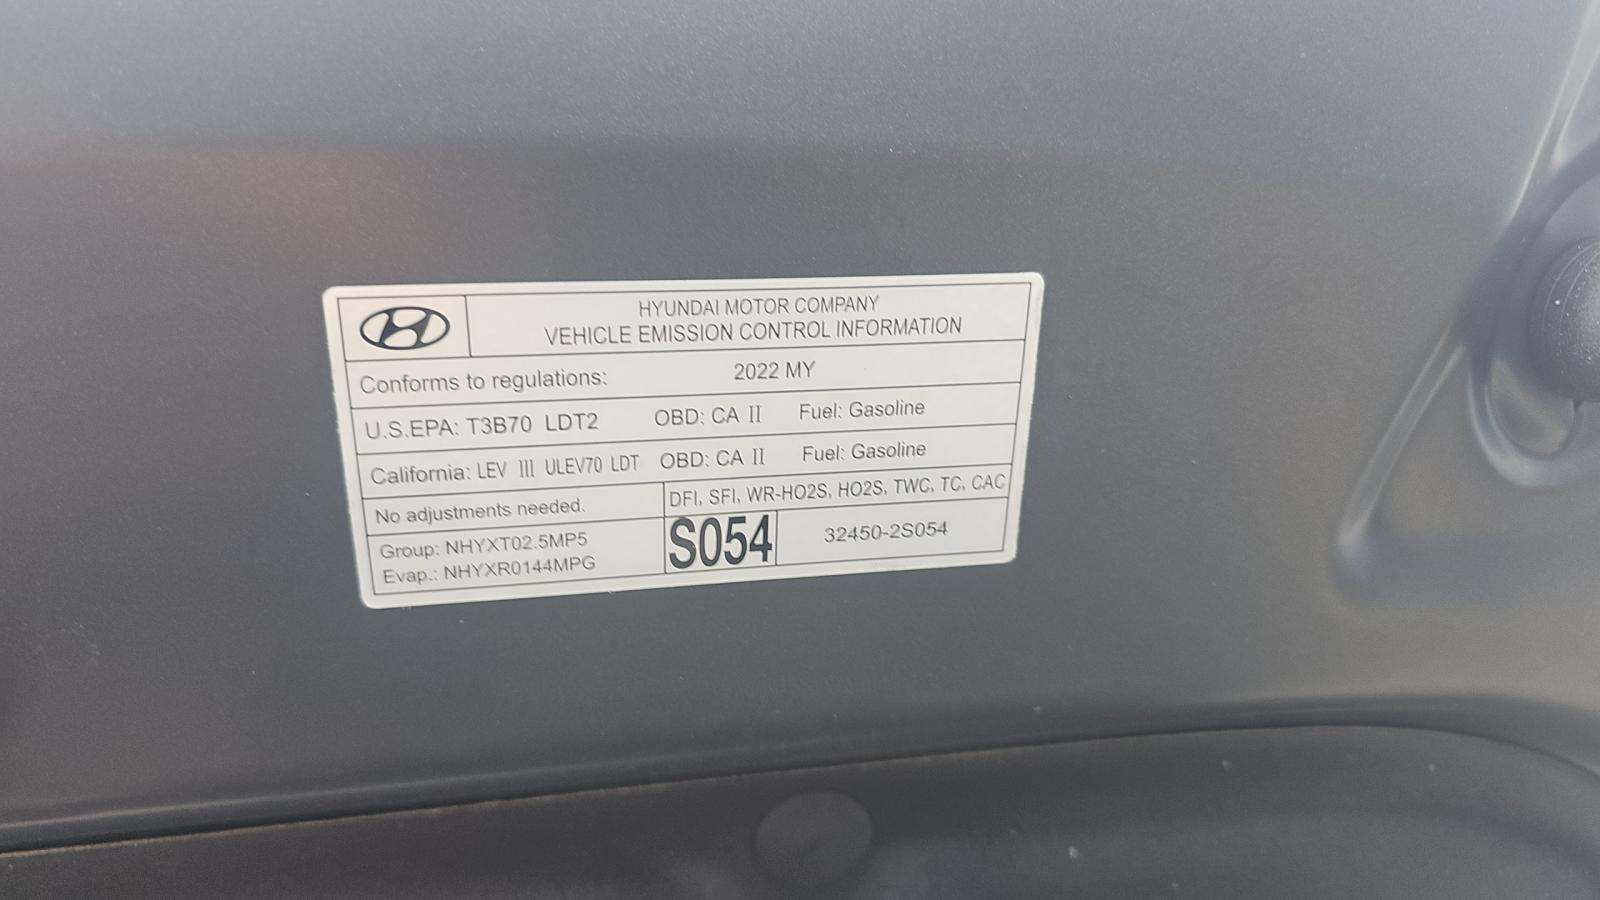 HYUNDAI MOTOR COMPANY
VEHICLE EMISSION CONTROL INFORMATION
Conforms to regulations: 2022 MY
U.S.EPA: T3B70 LDT2 OBD: CA II Fuel: Gasoline
California: LEV III ULEV70 LDT OBD: CA II Fuel: Gasoline
No adjustments needed. DFI, SFI, WR-HO2S, HO2S, TWC, TC, CAC
Group: NHYXT02.5MP5
Evap.: NHYXR0144MPG
S054 32450-2S054